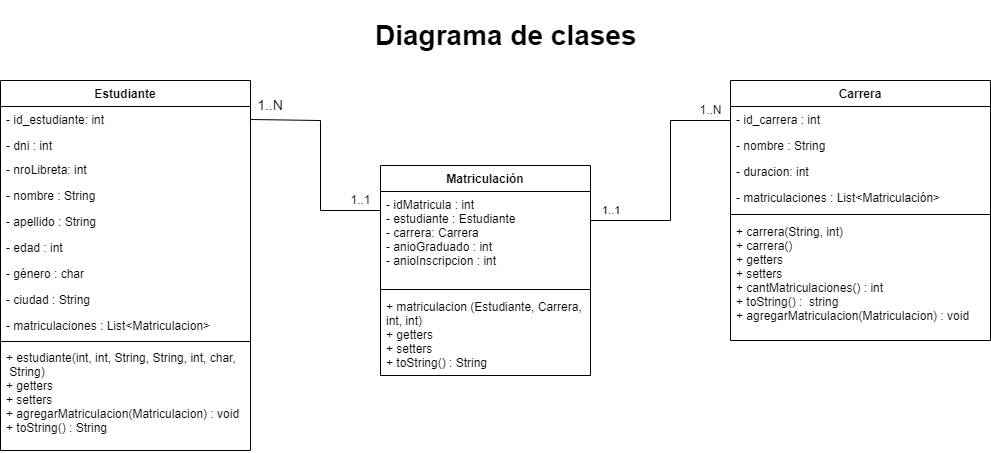 Diagrama de clases
Estudiante
- id_estudiante: int
- dni : int
- nroLibreta: int
- nombre : String
- apellido : String
- edad : int
- género : char
- ciudad : String
- matriculaciones : List<Matriculacion>
+ estudiante(int, int, String, String, int, char,
String)
+ getters
+ setters
+ agregarMatriculacion(Matriculacion) : void
+ toString() : String
1..N
1..1
Matriculación
- idMatricula : int
- estudiante : Estudiante
- carrera: Carrera
- anioGraduado : int
- anioInscripcion : int
+ matriculacion (Estudiante, Carrera,
int, int)
+ getters
+ setters
+ toString() : String
1..1
1..N
Carrera
- id_carrera : int
- nombre : String
- duracion: int
- matriculaciones : List<Matriculación>
+ carrera(String, int)
+ carrera()
+ getters
+ setters
+ cantMatriculaciones() : int
+ toString() : string
+ agregarMatriculacion(Matriculacion) : void